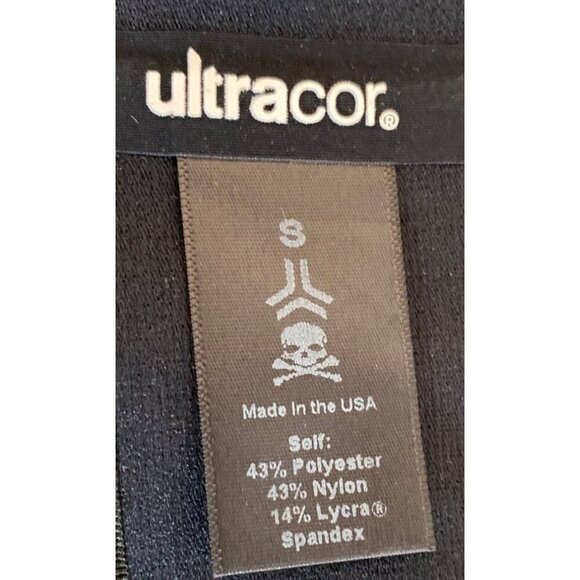 ultracor®
S
Made in the USA
Self:
43% Polyester
43% Nylon
14% Lycra®
Spandex